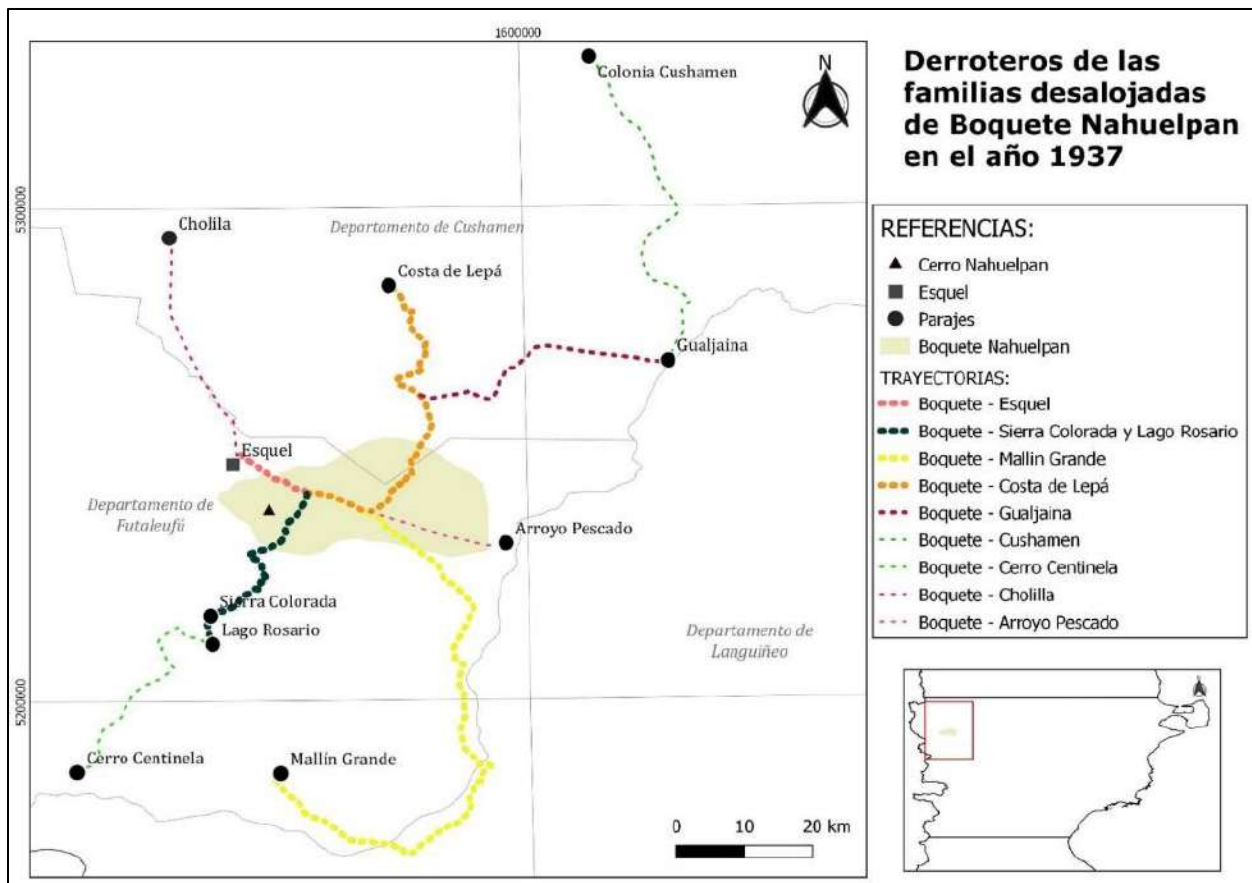 1600000
5300000
5200000
N
Colonia Cushamen
Cholila
Departamento de Cushamen
Costa de Lepá
Gualjaina
Esquel
Departamento de
Futaleufú
Arroyo Pescado
Sierra Colorada
Lago Rosario
Departamento de
Languiñeo
Cerro Centinela
Mallín Grande
0 10 20 km
Derroteros de las
familias desalojadas
de Boquete Nahuelpan
en el año 1937
REFERENCIAS:
Cerro Nahuelpan
Esquel
Parajes
Boquete Nahuelpan
TRAYECTORIAS:
Boquete - Esquel
Boquete - Sierra Colorada y Lago Rosario
Boquete - Mallin Grande
Boquete - Costa de Lepá
Boquete - Gualjaina
Boquete - Cushamen
Boquete - Cerro Centinela
Boquete - Cholilla
Boquete - Arroyo Pescado
N